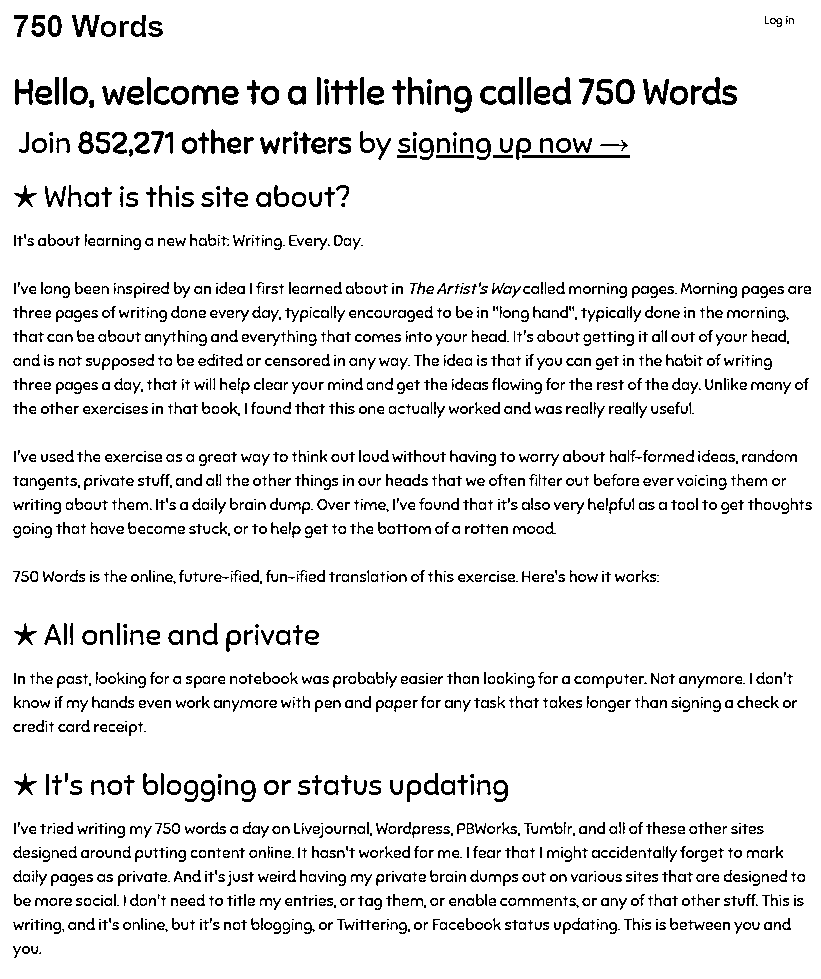 750 Words
Log in
Hello, welcome to a little thing called 750 Words
Join 852,271 other writers by signing up now →
★ What is this site about?
It's about learning a new habit: Writing. Every. Day.
I've long been inspired by an idea I first learned about in The Artist's Way called morning pages. Morning pages are
three pages of writing done every day, typically encouraged to be in "long hand", typically done in the morning,
that can be about anything and everything that comes into your head. It's about getting it all out of your head,
and is not supposed to be edited or censored in any way. The idea is that if you can get in the habit of writing
three pages a day, that it will help clear your mind and get the ideas flowing for the rest of the day. Unlike many of
the other exercises in that book, I found that this one actually worked and was really really useful.
I've used the exercise as a great way to think out loud without having to worry about half-formed ideas, random
tangents, private stuff, and all the other things in our heads that we often filter out before ever voicing them or
writing about them. It's a daily brain dump. Over time, I've found that it's also very helpful as a tool to get thoughts
going that have become stuck, or to help get to the bottom of a rotten mood.
750 Words is the online, future-ified, fun-ified translation of this exercise. Here's how it works:
★ All online and private
In the past, looking for a spare notebook was probably easier than looking for a computer. Not anymore. I don't
know if my hands even work anymore with pen and paper for any task that takes longer than signing a check or
credit card receipt.
★ It's not blogging or status updating
I've tried writing my 750 words a day on Livejournal, Wordpress, PBWorks, Tumblr, and all of these other sites
designed around putting content online. It hasn't worked for me. I fear that I might accidentally forget to mark
daily pages as private. And it's just weird having my private brain dumps out on various sites that are designed to
be more social. I don't need to title my entries, or tag them, or enable comments, or any of that other stuff. This is
writing, and it's online, but it's not blogging, or Twittering, or Facebook status updating. This is between you and
you.